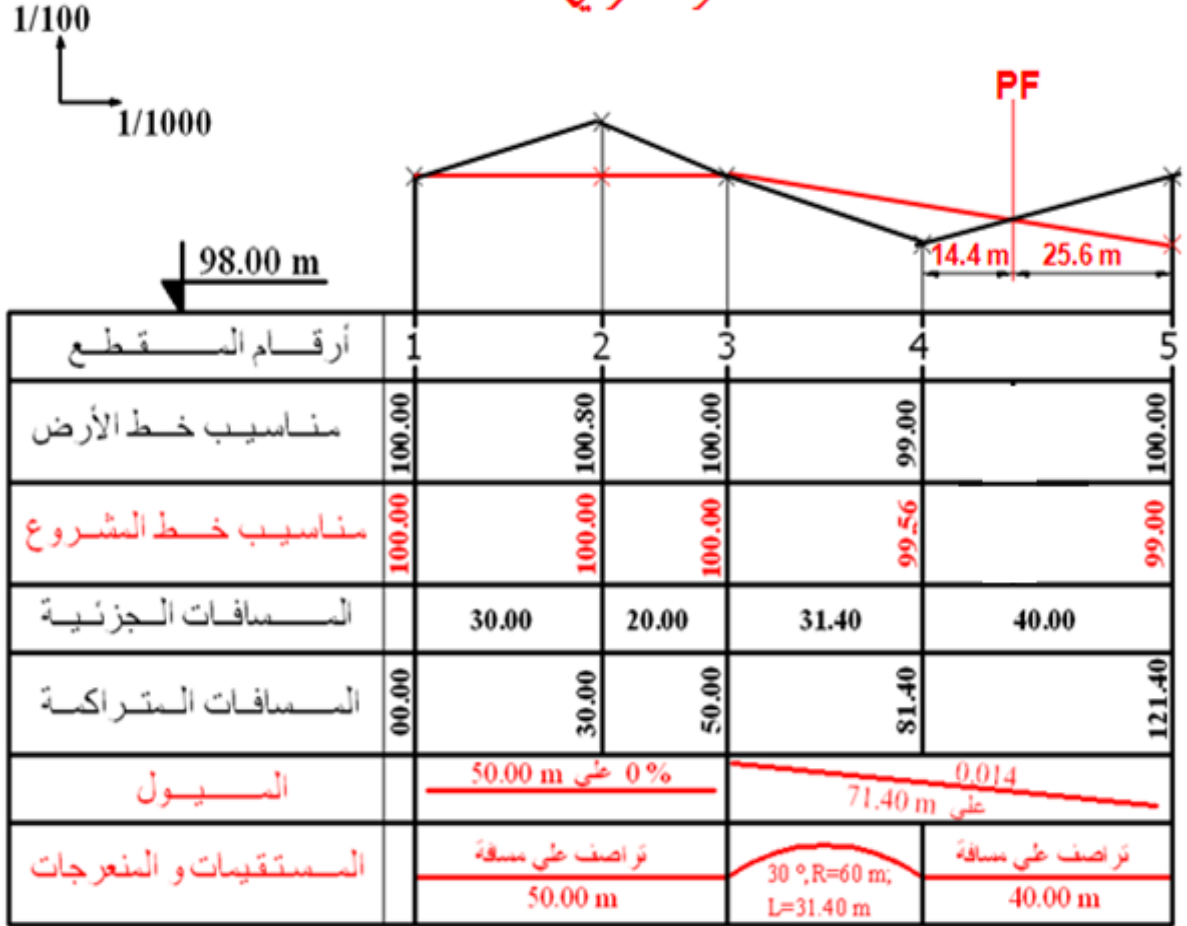 1/100
1/1000
PF
14.4 m 25.6 m
98.00 m
أرقام المقطع 1 2 3 4 5
مناسيب خط الأرض 100.00 100.80 100.00 99.00 100.00
مناسيب خط المشروع 100.00 100.00 100.00 99.56 99.00
المسافات الجزئية 30.00 20.00 31.40 40.00
المسافات المتراكمة 00.00 30.00 50.00 81.40 121.40
الميول 0 % على 50.00 m 0.014
على 71.40 m
المستقيمات و المنعرجات
تراصف على مسافة
50.00 m
30 °,R=60 m;
L=31.40 m
تراصف على مسافة
40.00 m